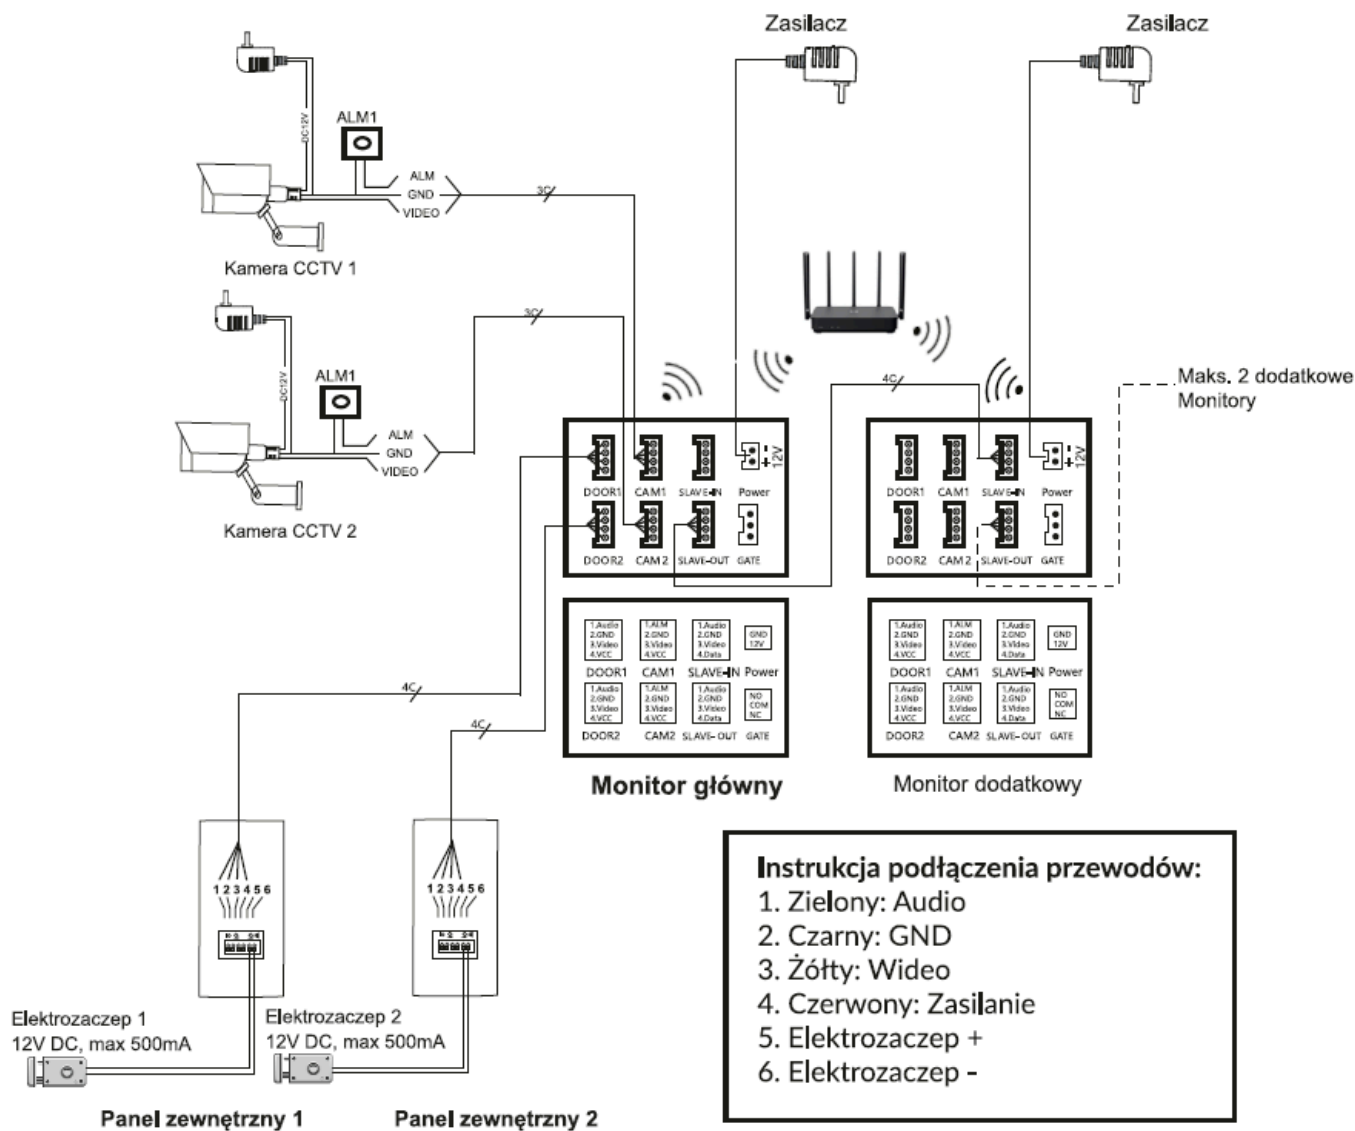 Zasilacz
Zasilacz
DC12V
ALM1
ALM
GND
VIDEO
3C
Kamera CCTV 1
3C
DC12V
ALM1
ALM
GND
VIDEO
Kamera CCTV 2
4C
Maks. 2 dodatkowe
Monitory
- + 12V
DOOR1 CAM1 SLAVE-IN Power
DOOR2 CAM2 SLAVE-OUT GATE
- + 12V
DOOR1 CAM1 SLAVE-IN Power
DOOR2 CAM2 SLAVE-OUT GATE
1.Audio
2.GND
3.Video
4.VCC
1.ALM
2.GND
3.Video
4.VCC
1.Audio
2.GND
3.Video
4.Data
GND
12V
DOOR1 CAM1 SLAVE-IN Power
1.Audio
2.GND
3.Video
4.VCC
1.ALM
2.GND
3.Video
4.VCC
1.Audio
2.GND
3.Video
4.Data
NO
COM
NC
DOOR2 CAM2 SLAVE-OUT GATE
Monitor główny
1.Audio
2.GND
3.Video
4.VCC
1.ALM
2.GND
3.Video
4.VCC
1.Audio
2.GND
3.Video
4.Data
GND
12V
DOOR1 CAM1 SLAVE-IN Power
1.Audio
2.GND
3.Video
4.VCC
1.ALM
2.GND
3.Video
4.VCC
1.Audio
2.GND
3.Video
4.Data
NO
COM
NC
DOOR2 CAM2 SLAVE-OUT GATE
Monitor dodatkowy
4C
4C
1 2 3 4 5 6
1 2 3 4 5 6
Elektrozaczep 1
12V DC, max 500mA
Elektrozaczep 2
12V DC, max 500mA
Panel zewnętrzny 1
Panel zewnętrzny 2
Instrukcja podłączenia przewodów:
1. Zielony: Audio
2. Czarny: GND
3. Żółty: Wideo
4. Czerwony: Zasilanie
5. Elektrozaczep +
6. Elektrozaczep -